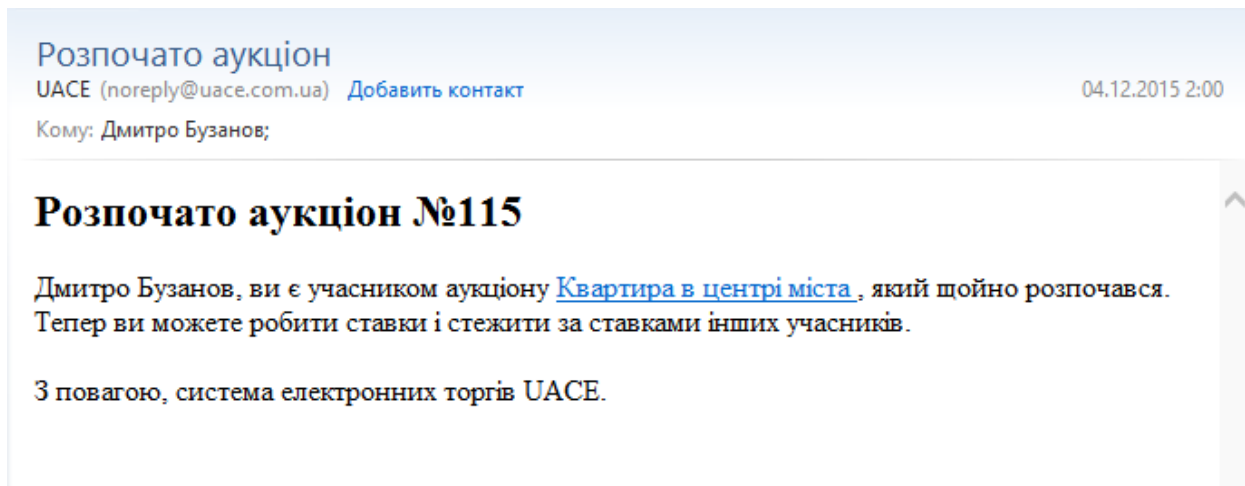 Розпочато аукціон
UACE (noreply@uace.com.ua) Добавить контакт 04.12.2015 2:00
Кому: Дмитро Бузанов;
Розпочато аукціон №115
Дмитро Бузанов, ви є учасником аукціону Квартира в центрі міста , який щойно розпочався.
Тепер ви можете робити ставки і стежити за ставками інших учасників.
З повагою, система електронних торгів UACE.